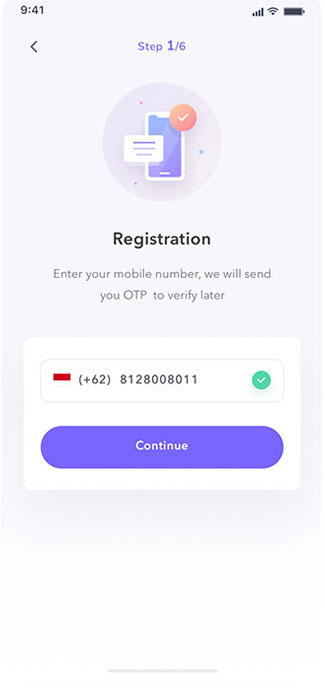 9:41
Step 1/6
Registration
Enter your mobile number, we will send
you OTP to verify later
(+62) 8128008011
Continue